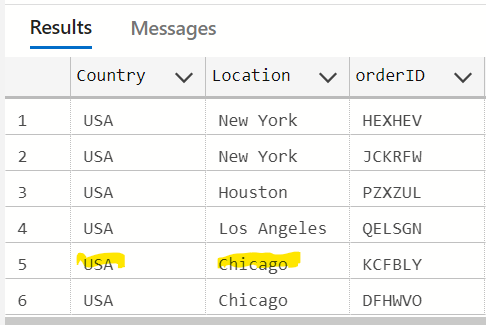 Results Messages
Country Location orderID
1 USA New York HEXHEV
2 USA New York JCKRFW
3 USA Houston PZXZUL
4 USA Los Angeles QELSGN
5 USA Chicago KCFBLY
6 USA Chicago DFHWVO